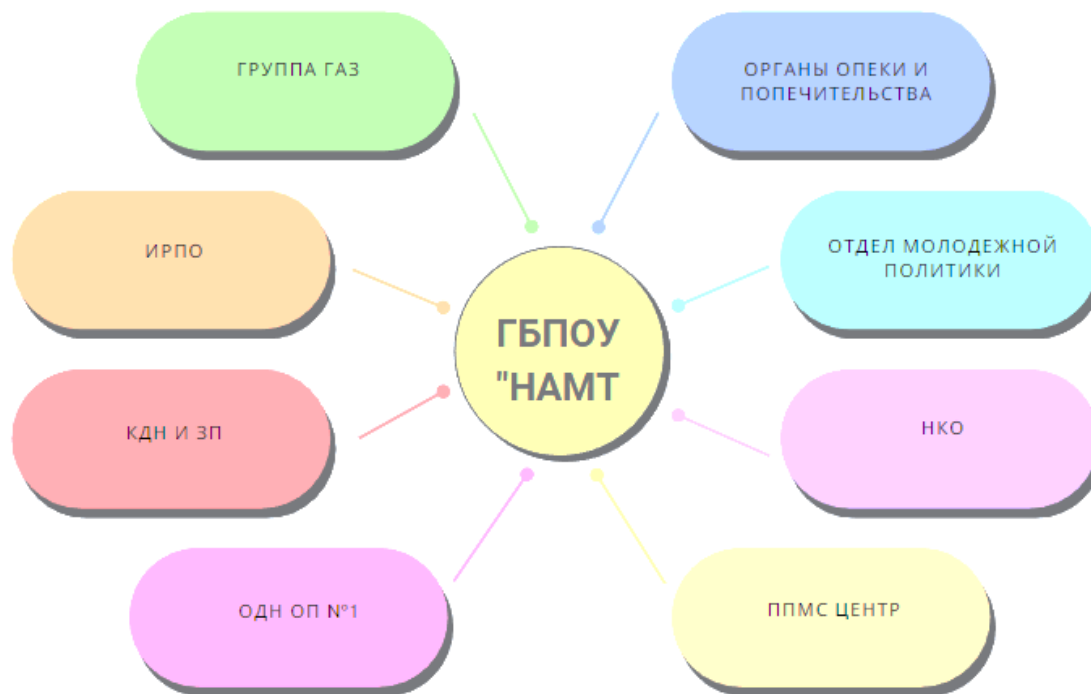 ГРУППА ГАЗ
ОРГАНЫ ОПЕКИ И
ПОПЕЧИТЕЛЬСТВА
ИРПО
ОТДЕЛ МОЛОДЕЖНОЙ
ПОЛИТИКИ
ГБПОУ
"НАМТ
КДН И ЗП
НКО
ОДН ОП №1
ППМС ЦЕНТР